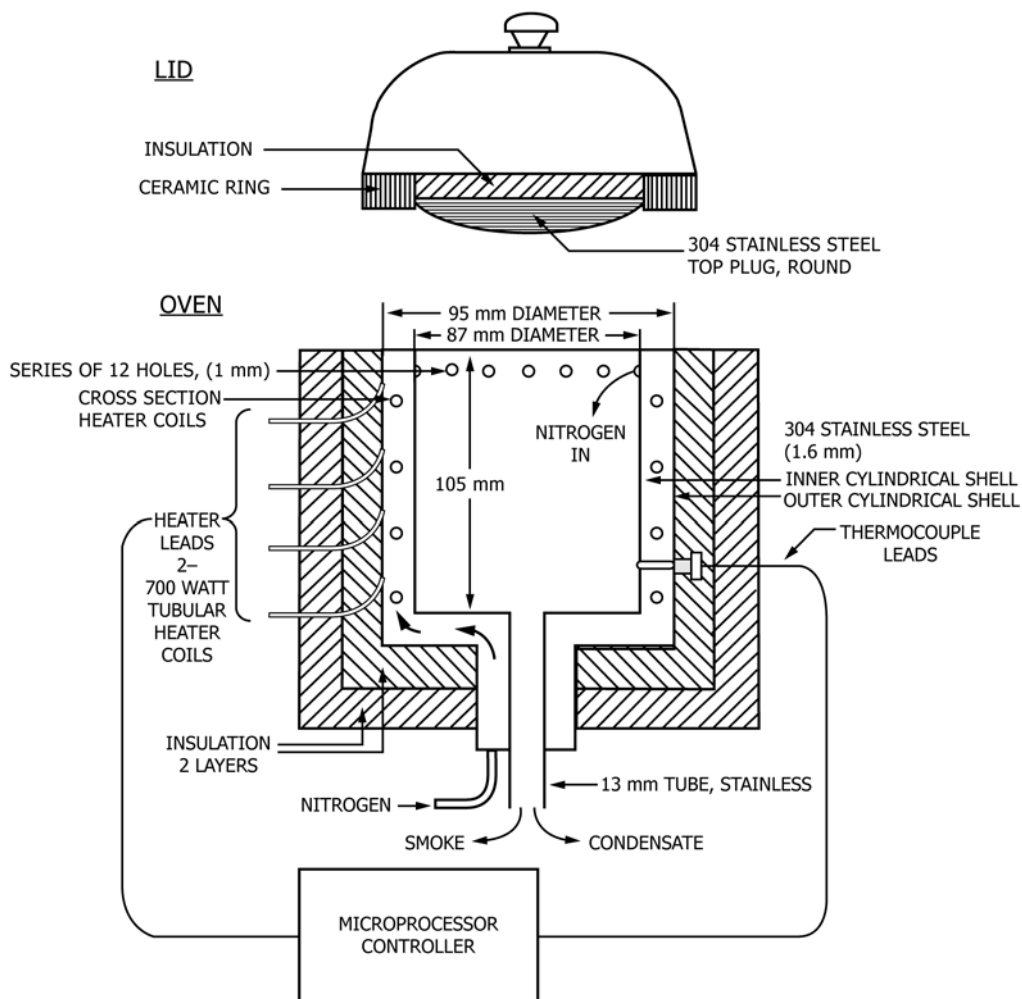 LID
INSULATION
CERAMIC RING
304 STAINLESS STEEL
TOP PLUG, ROUND
OVEN
95 mm DIAMETER
87 mm DIAMETER
SERIES OF 12 HOLES, (1 mm)
CROSS SECTION
HEATER COILS
NITROGEN
IN
304 STAINLESS STEEL
(1.6 mm)
INNER CYLINDRICAL SHELL
OUTER CYLINDRICAL SHELL
105 mm
HEATER
LEADS
2–
700 WATT
TUBULAR
HEATER
COILS
THERMOCOUPLE
LEADS
INSULATION
2 LAYERS
NITROGEN
13 mm TUBE, STAINLESS
SMOKE
CONDENSATE
MICROPROCESSOR
CONTROLLER